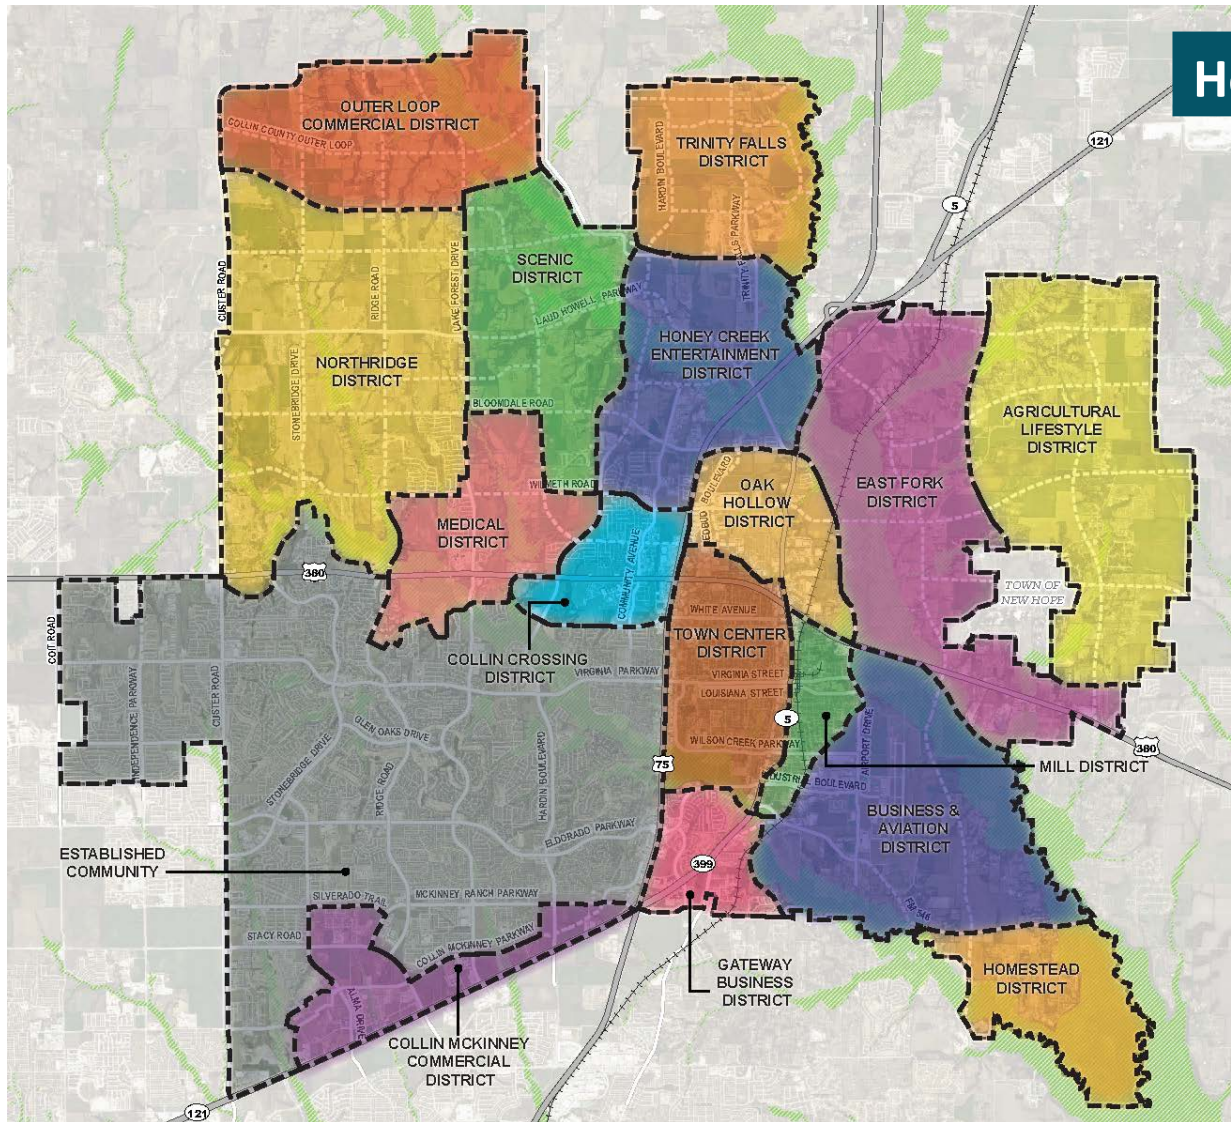 He
OUTER LOOP
COMMERCIAL DISTRICT
COLLIN COUNTY OUTER LOOP
HARDIN BOULEVARD
TRINITY FALLS
DISTRICT
TRINITY FALLS PARKWAY
121
5
CUSTER ROAD
RIDGE ROAD
LAKE FOREST DRIVE
STONEBRIDGE DRIVE
SCENIC
DISTRICT
LAUD HOWELL PARKWAY
NORTHRIDGE
DISTRICT
HONEY CREEK
ENTERTAINMENT
DISTRICT
BLOOMDALE ROAD
AGRICULTURAL
LIFESTYLE
DISTRICT
WILMETH ROAD
OAK
HOLLOW
DISTRICT
EAST FORK
DISTRICT
MEDICAL
DISTRICT
COMMUNITY AVENUE
380
TOWN OF
NEW HOPE
WHITE AVENUE
TOWN CENTER
DISTRICT
COIT ROAD
COLLIN CROSSING
DISTRICT
VIRGINIA PARKWAY
VIRGINIA STREET
LOUISIANA STREET
INDEPENDENCE PARKWAY
CUSTER ROAD
GLEN OAKS DRIVE
STONEBRIDGE DRIVE
RIDGE ROAD
HARDIN BOULEVARD
5
WILSON CREEK PARKWAY
AIRPORT DRIVE
380
75
MILL DISTRICT
BOULEVARD
BUSINESS &
AVIATION
DISTRICT
ELDORADO PARKWAY
ESTABLISHED
COMMUNITY
399
SILVERADO TRAIL
MCKINNEY RANCH PARKWAY
FM 546
STACY ROAD
COLLIN MCKINNEY PARKWAY
GATEWAY
BUSINESS
DISTRICT
HOMESTEAD
DISTRICT
ALMA DRIVE
COLLIN MCKINNEY
COMMERCIAL
DISTRICT
121